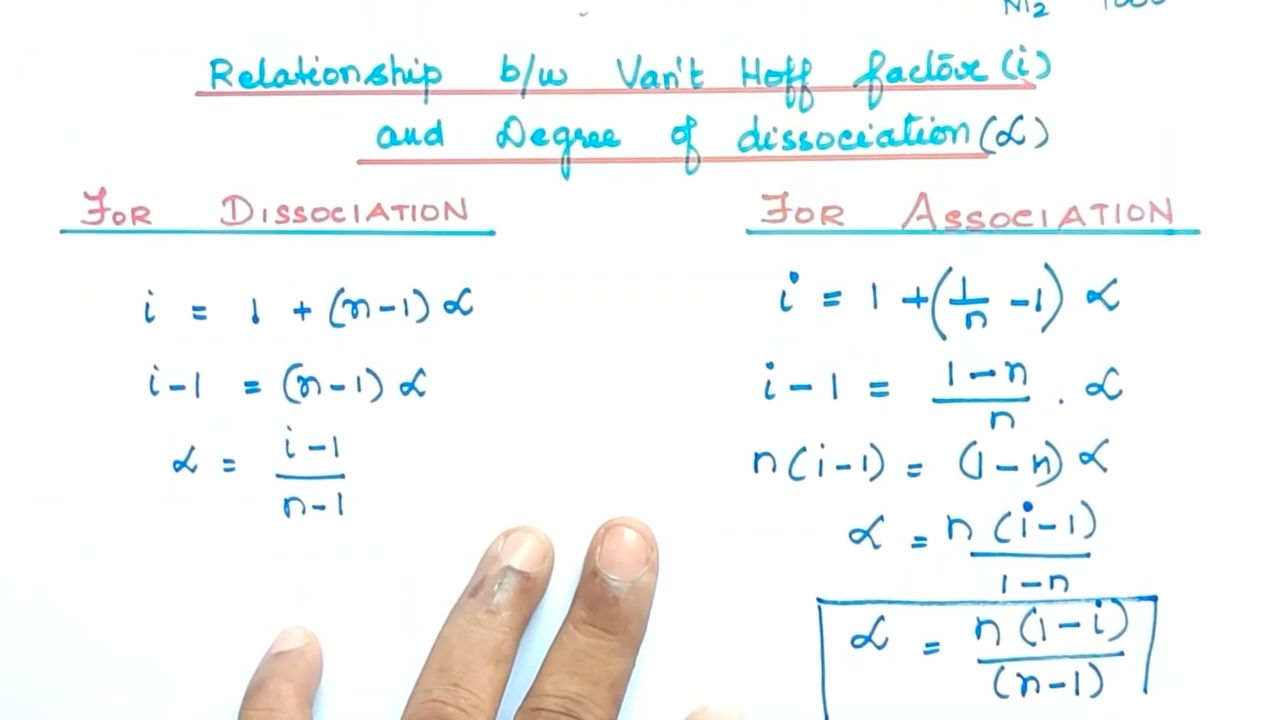 M2
Relationship b/w Van't Hoff factor (i)
and Degree of dissociation (α)
FOR DISSOCIATION
i = 1 + (n-1) α
i-1 = (n-1) α
α = i-1 / n-1
FOR ASSOCIATION
i = 1 + (1/n - 1) α
i - 1 = 1-n / n . α
n(i-1) = (1-n) α
α = n (i-1) / 1-n
α = n (1-i) / (n-1)